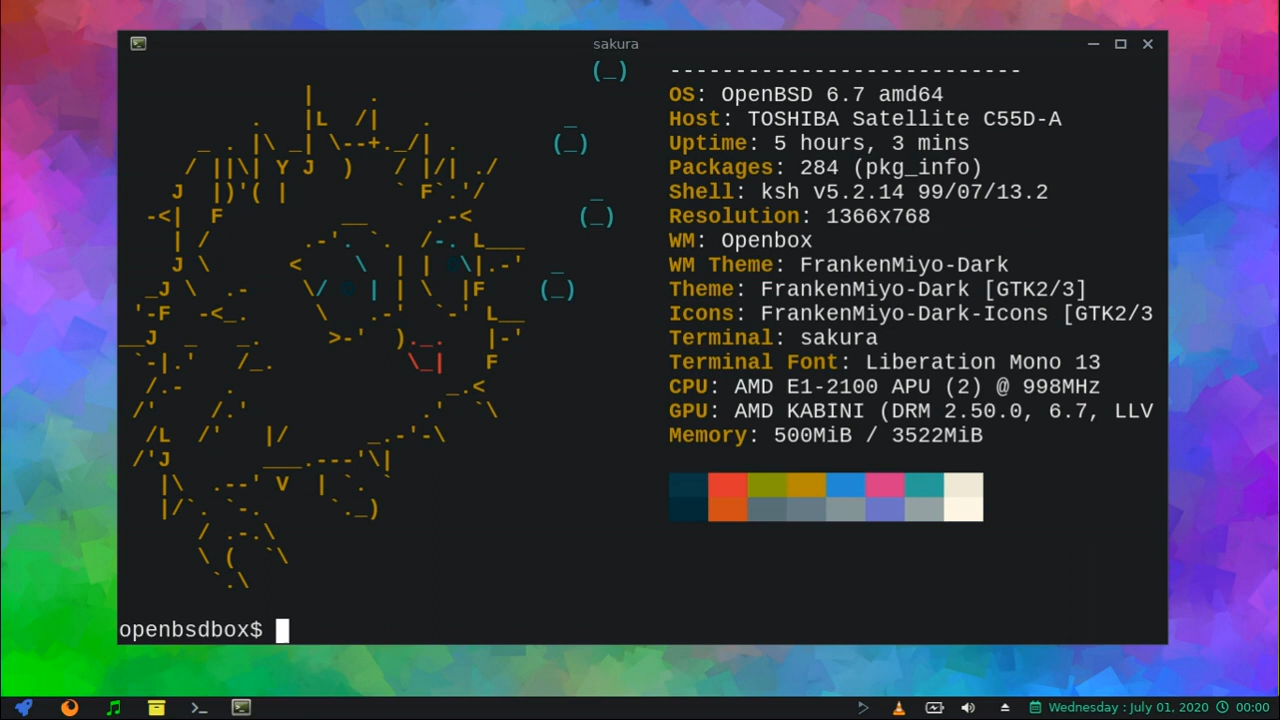 sakura
---------------------------
OS: OpenBSD 6.7 amd64
Host: TOSHIBA Satellite C55D-A
Uptime: 5 hours, 3 mins
Packages: 284 (pkg_info)
Shell: ksh v5.2.14 99/07/13.2
Resolution: 1366x768
WM: Openbox
WM Theme: FrankenMiyo-Dark
Theme: FrankenMiyo-Dark [GTK2/3]
Icons: FrankenMiyo-Dark-Icons [GTK2/3
Terminal: sakura
Terminal Font: Liberation Mono 13
CPU: AMD E1-2100 APU (2) @ 998MHz
GPU: AMD KABINI (DRM 2.50.0, 6.7, LLV
Memory: 500MiB / 3522MiB
openbsdbox$
Wednesday : July 01, 2020 00:00